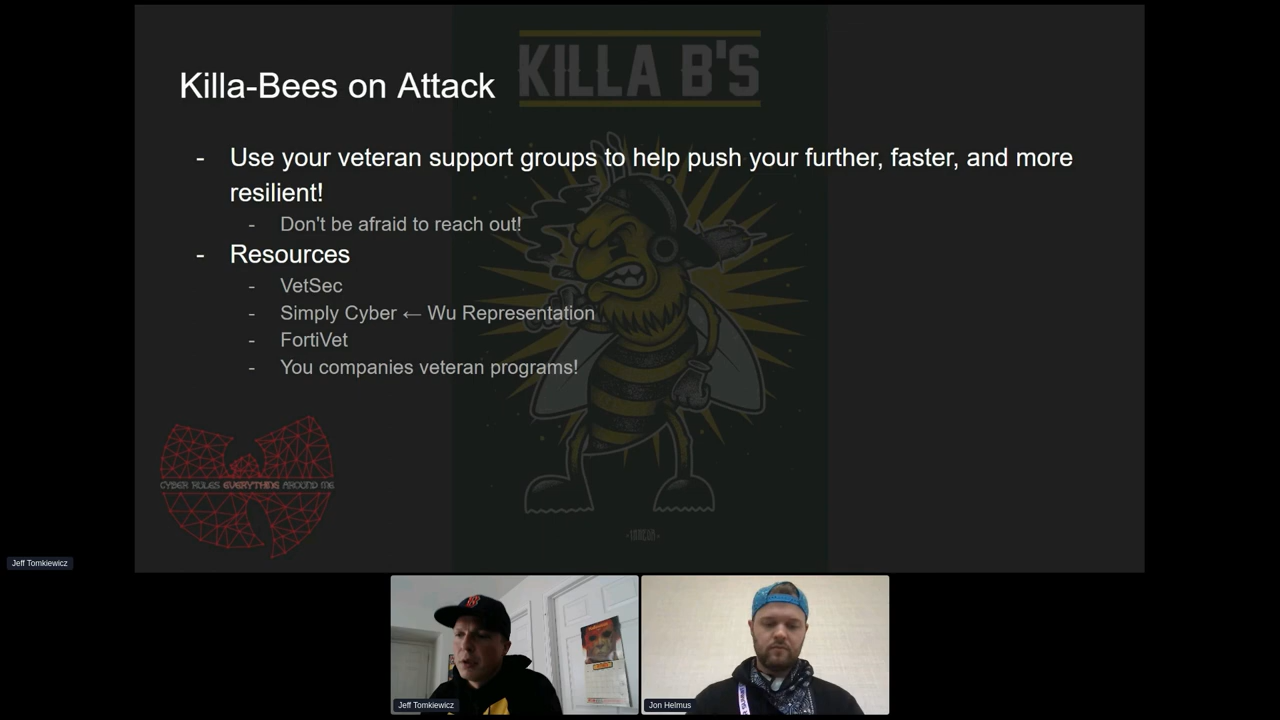 KILLA B'S
Killa-Bees on Attack
- Use your veteran support groups to help push your further, faster, and more
resilient!
- Don't be afraid to reach out!
- Resources
- VetSec
- Simply Cyber ← Wu Representation
- FortiVet
- You companies veteran programs!
CYBER RULES EVERYTHING AROUND ME
Jeff Tomkiewicz
Jeff Tomkiewicz
Jon Helmus